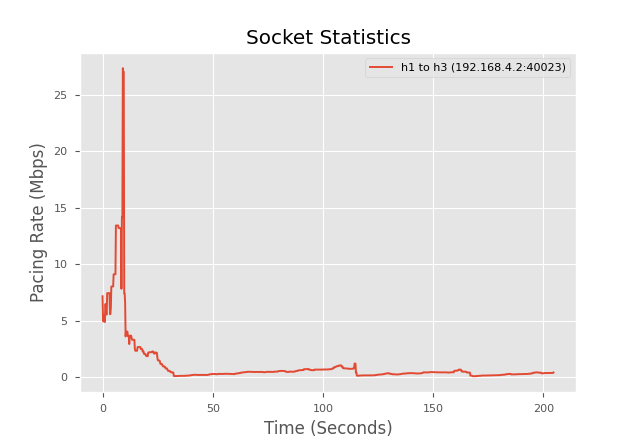 Socket Statistics
h1 to h3 (192.168.4.2:40023)
Pacing Rate (Mbps)
25
20
15
10
5
0
0
50
100
150
200
Time (Seconds)